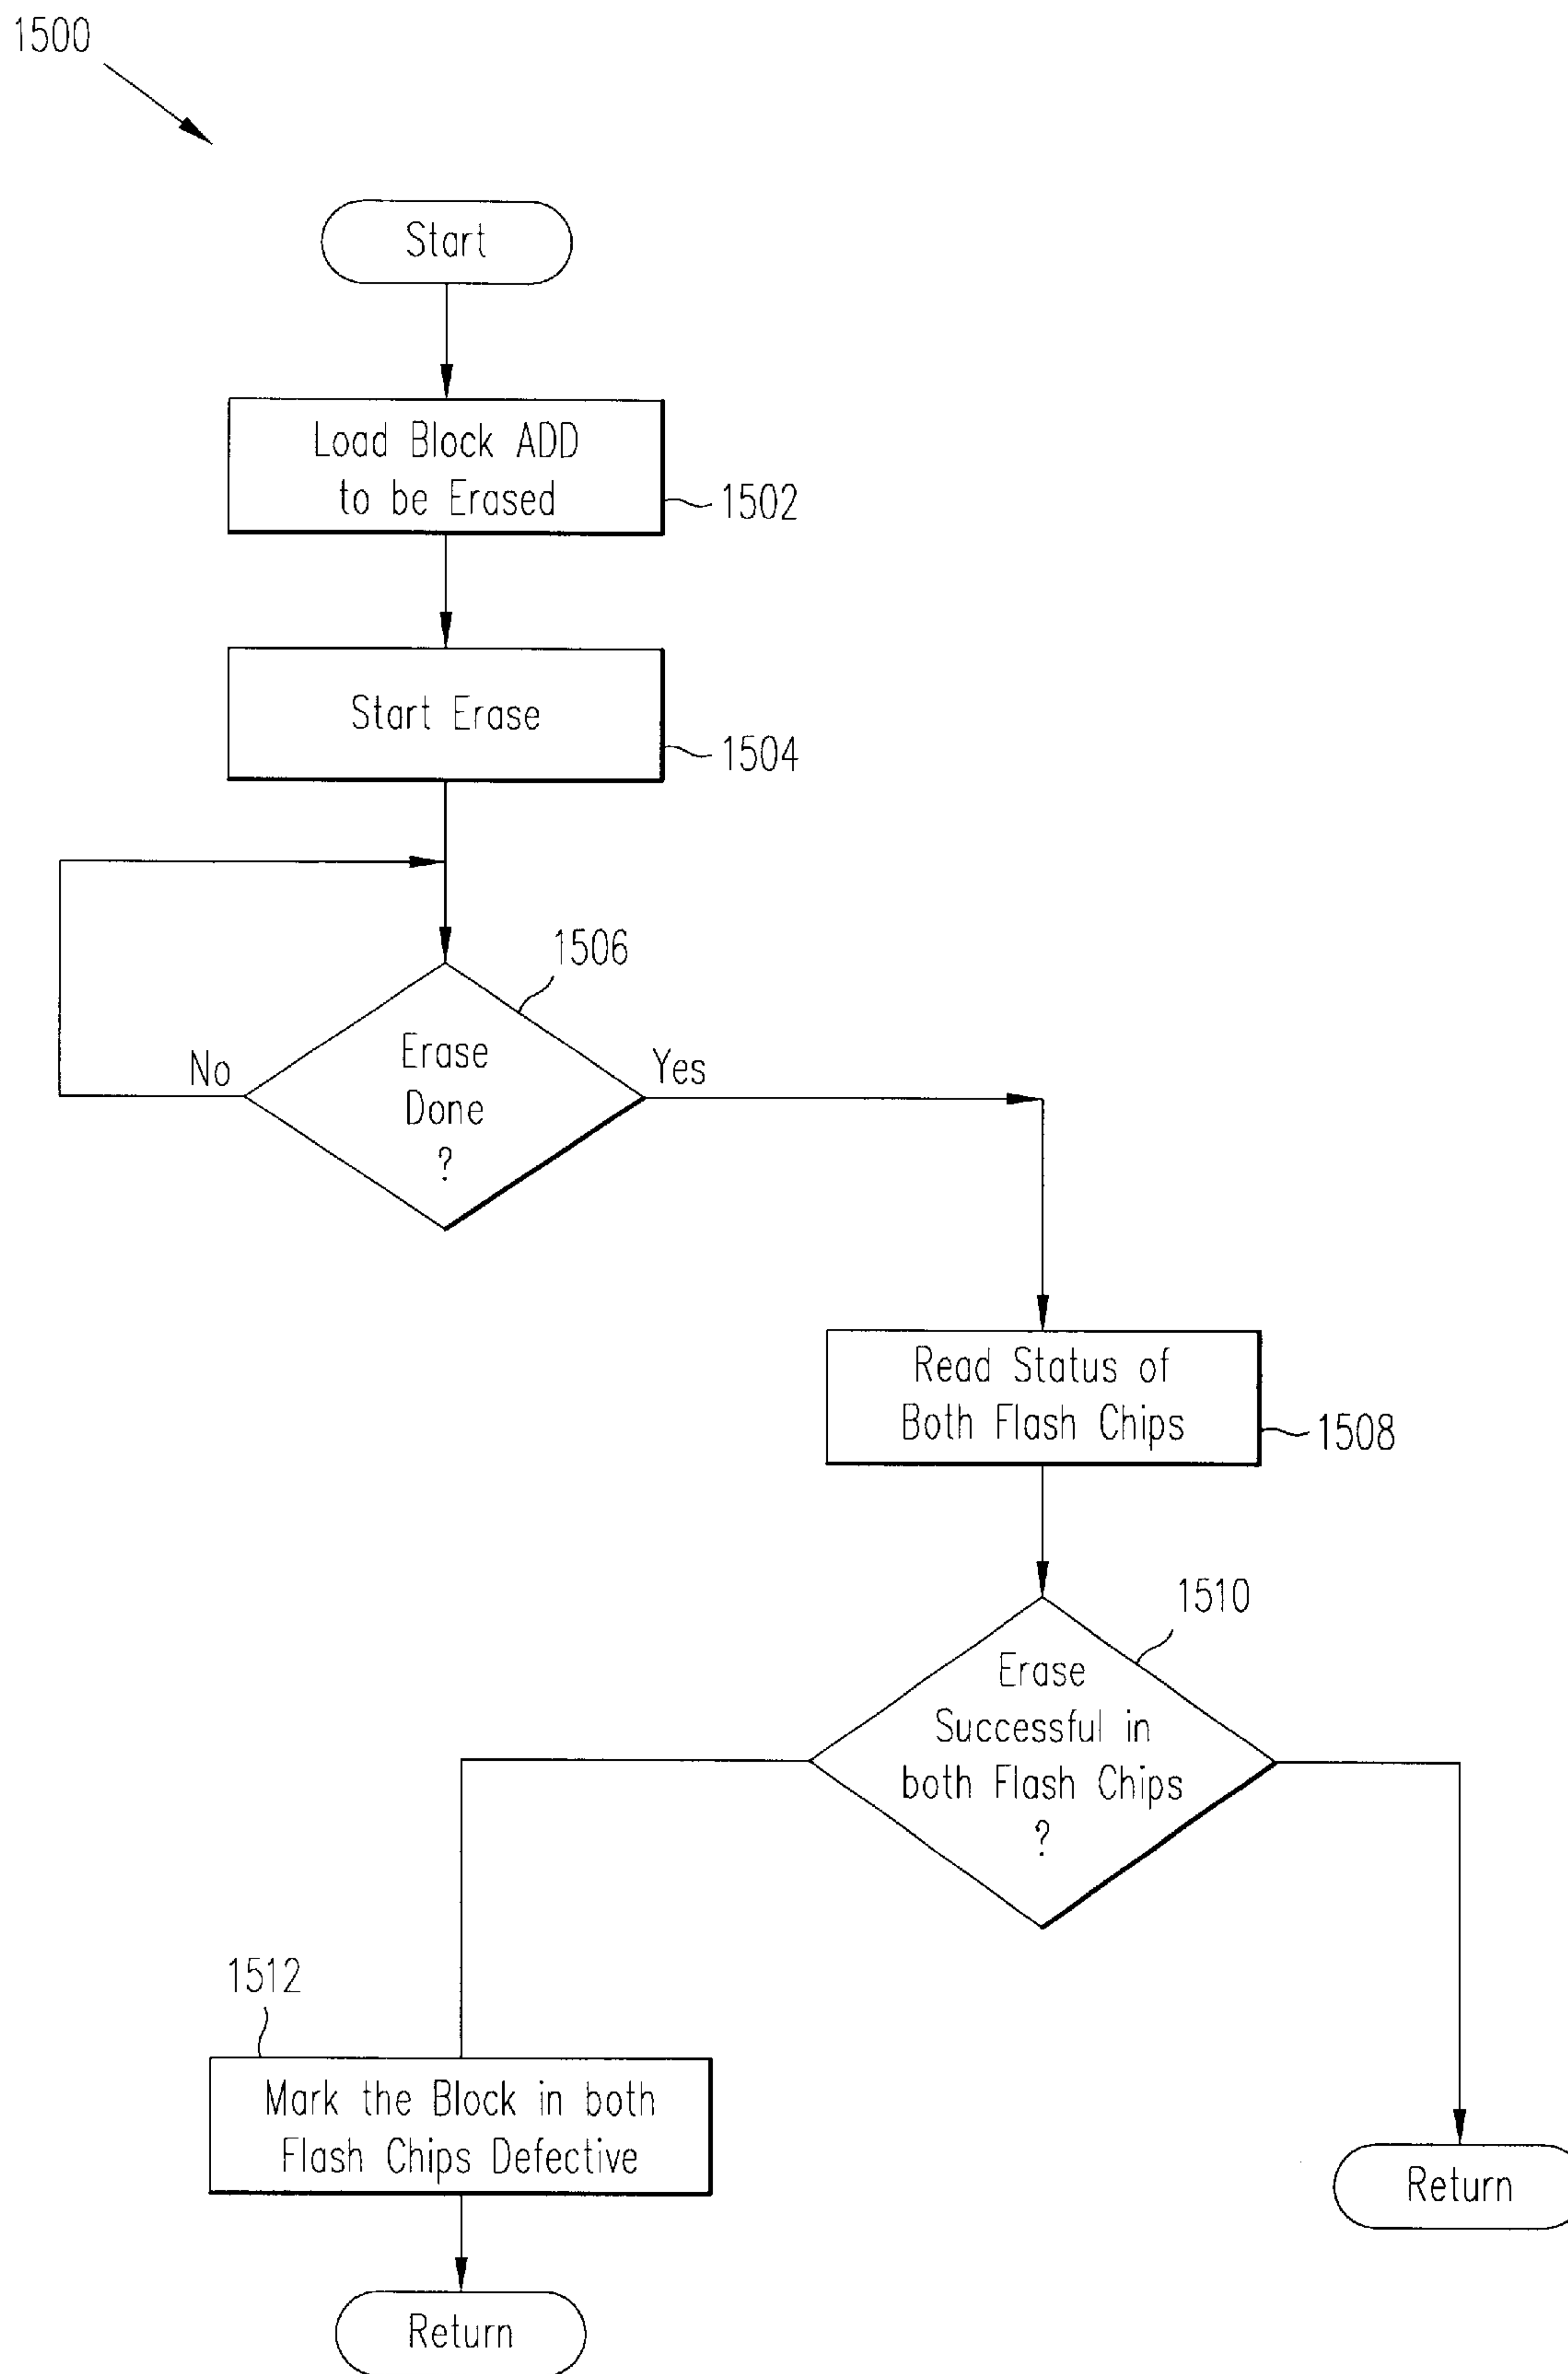 1500
Start
Load Block ADD
to be Erased
1502
Start Erase
1504
1506
Erase
Done
?
No
Yes
Read Status of
Both Flash Chips
1508
1510
Erase
Successful in
both Flash Chips
?
1512
Mark the Block in both
Flash Chips Defective
Return
Return